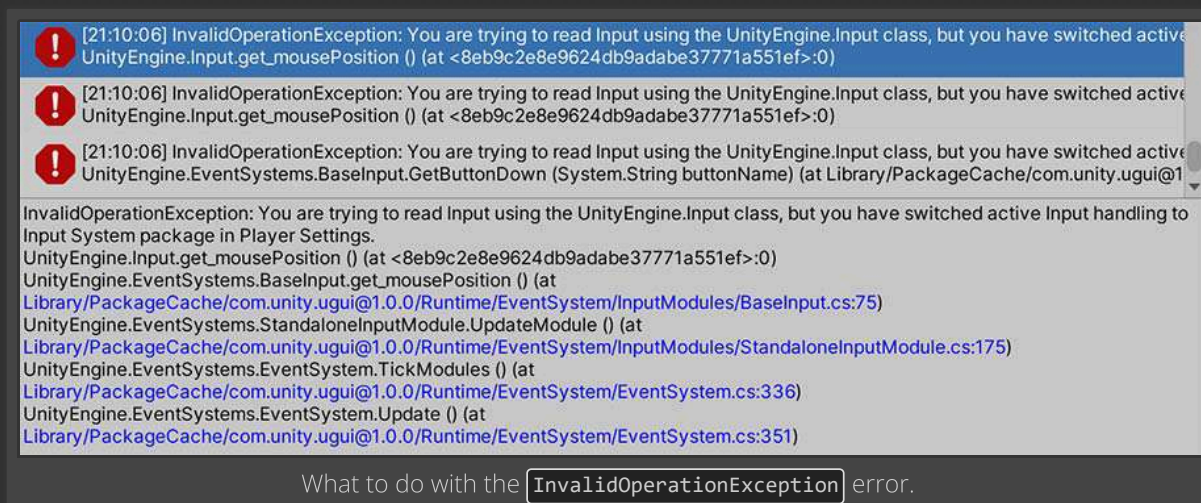 [21:10:06] InvalidOperationException: You are trying to read Input using the UnityEngine.Input class, but you have switched active
UnityEngine.Input.get_mousePosition () (at <8eb9c2e8e9624db9adabe37771a551ef>:0)
[21:10:06] InvalidOperationException: You are trying to read Input using the UnityEngine.Input class, but you have switched active
UnityEngine.Input.get_mousePosition () (at <8eb9c2e8e9624db9adabe37771a551ef>:0)
[21:10:06] InvalidOperationException: You are trying to read Input using the UnityEngine.Input class, but you have switched active
UnityEngine.EventSystems.BaseInput.GetButtonDown (System.String buttonName) (at Library/PackageCache/com.unity.ugui@1
InvalidOperationException: You are trying to read Input using the UnityEngine.Input class, but you have switched active Input handling to
Input System package in Player Settings.
UnityEngine.Input.get_mousePosition () (at <8eb9c2e8e9624db9adabe37771a551ef>:0)
UnityEngine.EventSystems.BaseInput.get_mousePosition () (at
Library/PackageCache/com.unity.ugui@1.0.0/Runtime/EventSystem/InputModules/BaseInput.cs:75)
UnityEngine.EventSystems.StandaloneInputModule.UpdateModule () (at
Library/PackageCache/com.unity.ugui@1.0.0/Runtime/EventSystem/InputModules/StandaloneInputModule.cs:175)
UnityEngine.EventSystems.EventSystem.TickModules () (at
Library/PackageCache/com.unity.ugui@1.0.0/Runtime/EventSystem/EventSystem.cs:336)
UnityEngine.EventSystems.EventSystem.Update () (at
Library/PackageCache/com.unity.ugui@1.0.0/Runtime/EventSystem/EventSystem.cs:351)
What to do with the InvalidOperationException error.